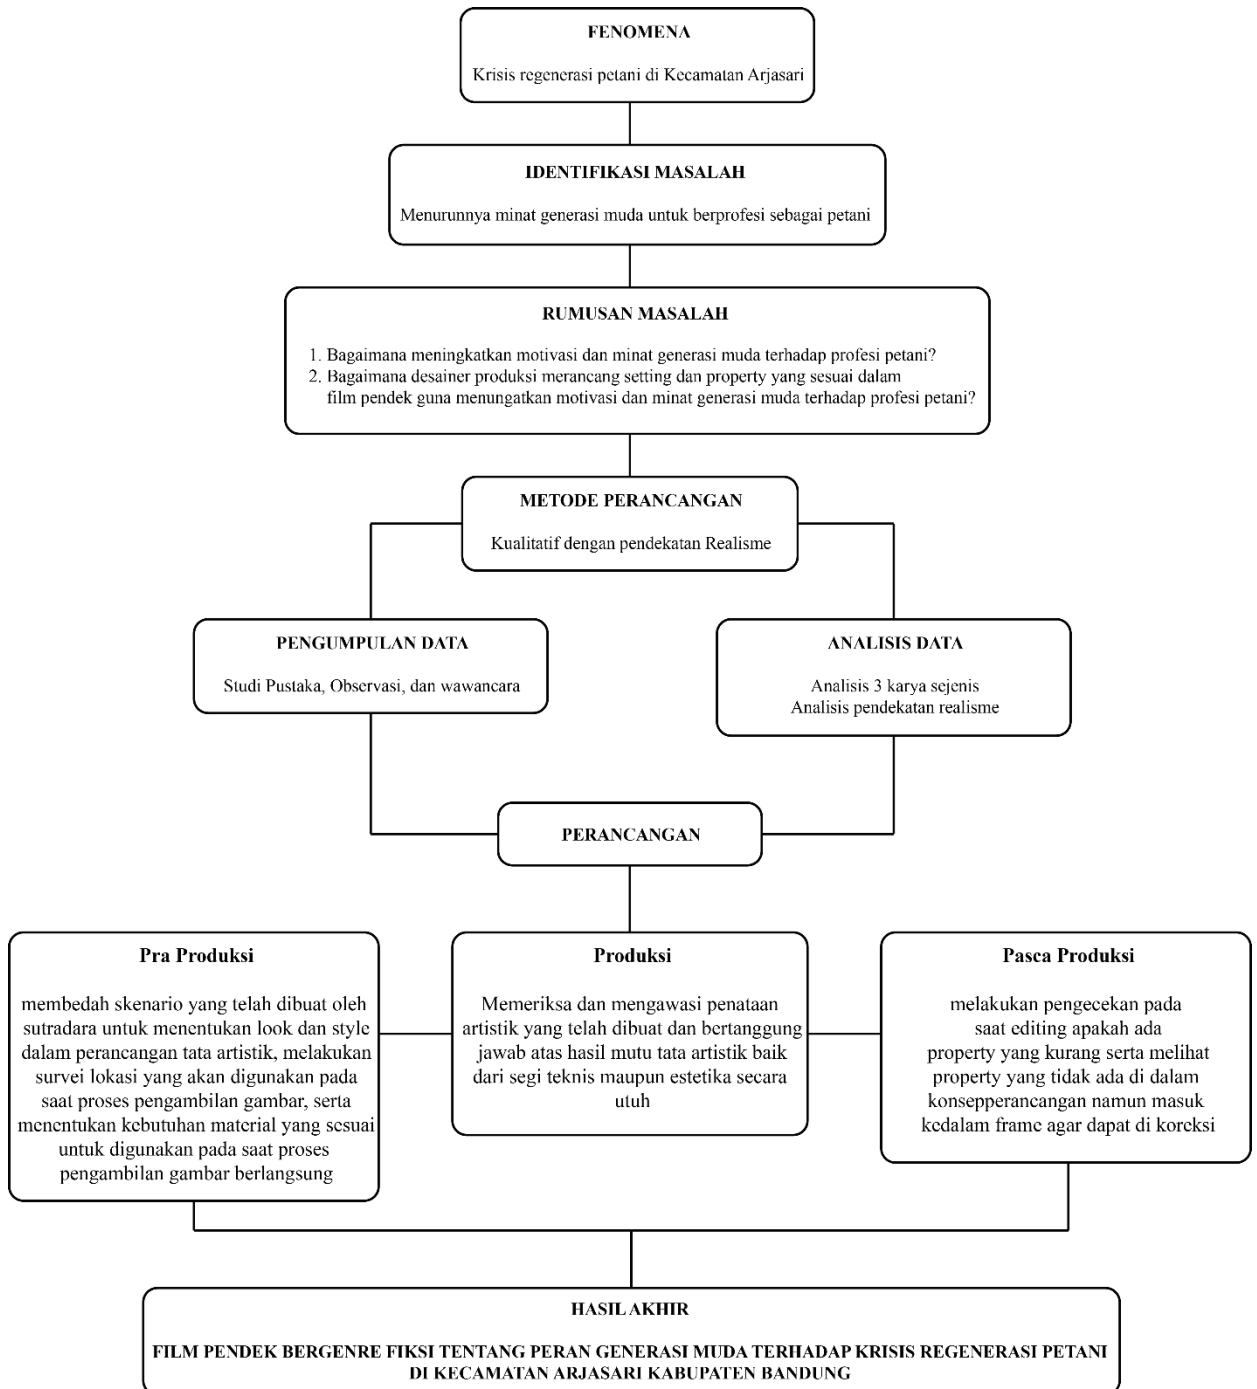 FENOMENA
Krisis regenerasi petani di Kecamatan Arjasari
IDENTIFIKASI MASALAH
Menurunnya minat generasi muda untuk berprofesi sebagai petani
RUMUSAN MASALAH
1. Bagaimana meningkatkan motivasi dan minat generasi muda terhadap profesi petani?
2. Bagaimana desainer produksi merancang setting dan property yang sesuai dalam
film pendek guna menungatkan motivasi dan minat generasi muda terhadap profesi petani?
METODE PERANCANGAN
Kualitatif dengan pendekatan Realisme
PENGUMPULAN DATA
Studi Pustaka, Observasi, dan wawancara
ANALISIS DATA
Analisis 3 karya sejenis
Analisis pendekatan realisme
PERANCANGAN
Pra Produksi
membedah skenario yang telah dibuat oleh
sutradara untuk menentukan look dan style
dalam perancangan tata artistik, melakukan
survei lokasi yang akan digunakan pada
saat proses pengambilan gambar, serta
menentukan kebutuhan material yang sesuai
untuk digunakan pada saat proses
pengambilan gambar berlangsung
Produksi
Memeriksa dan mengawasi penataan
artistik yang telah dibuat dan bertanggung
jawab atas hasil mutu tata artistik baik
dari segi teknis maupun estetika secara
utuh
Pasca Produksi
melakukan pengecekan pada
saat editing apakah ada
property yang kurang serta melihat
property yang tidak ada di dalam
konsepperancangan namun masuk
kedalam frame agar dapat di koreksi
HASIL AKHIR
FILM PENDEK BERGENRE FIKSI TENTANG PERAN GENERASI MUDA TERHADAP KRISIS REGENERASI PETANI
DI KECAMATAN ARJASARI KABUPATEN BANDUNG